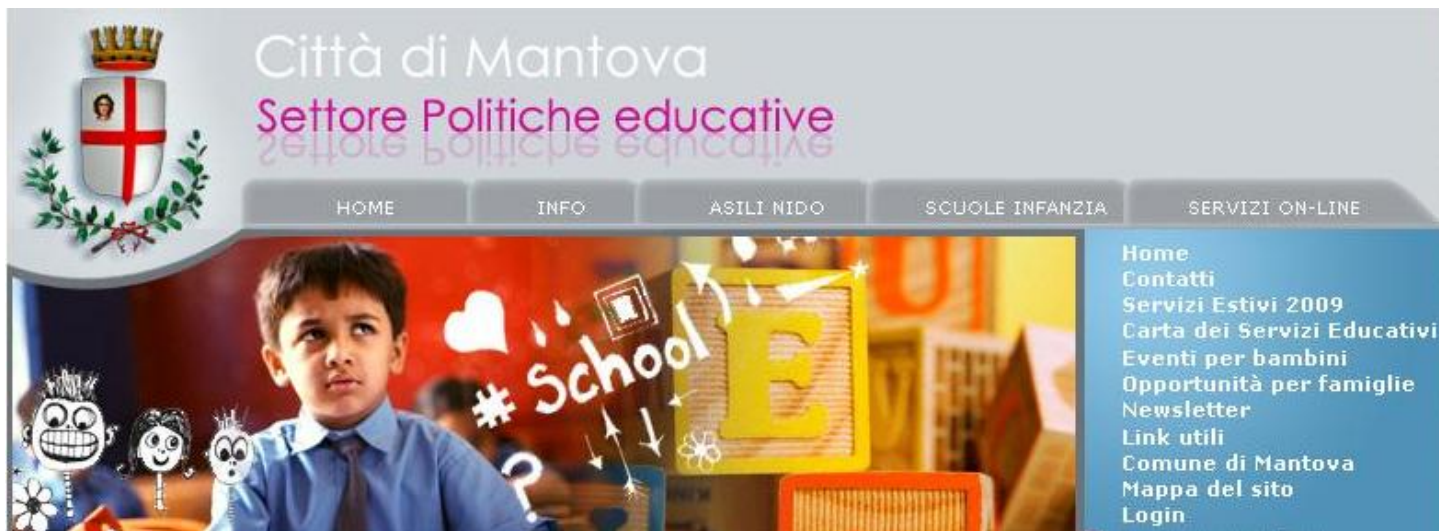 Città di Mantova
Settore Politiche educative
HOME INFO ASILI NIDO SCUOLE INFANZIA SERVIZI ON-LINE
Home
Contatti
Servizi Estivi 2009
Carta dei Servizi Educativi
Eventi per bambini
Opportunità per famiglie
Newsletter
Link utili
Comune di Mantova
Mappa del sito
Login
# School
?
E
U